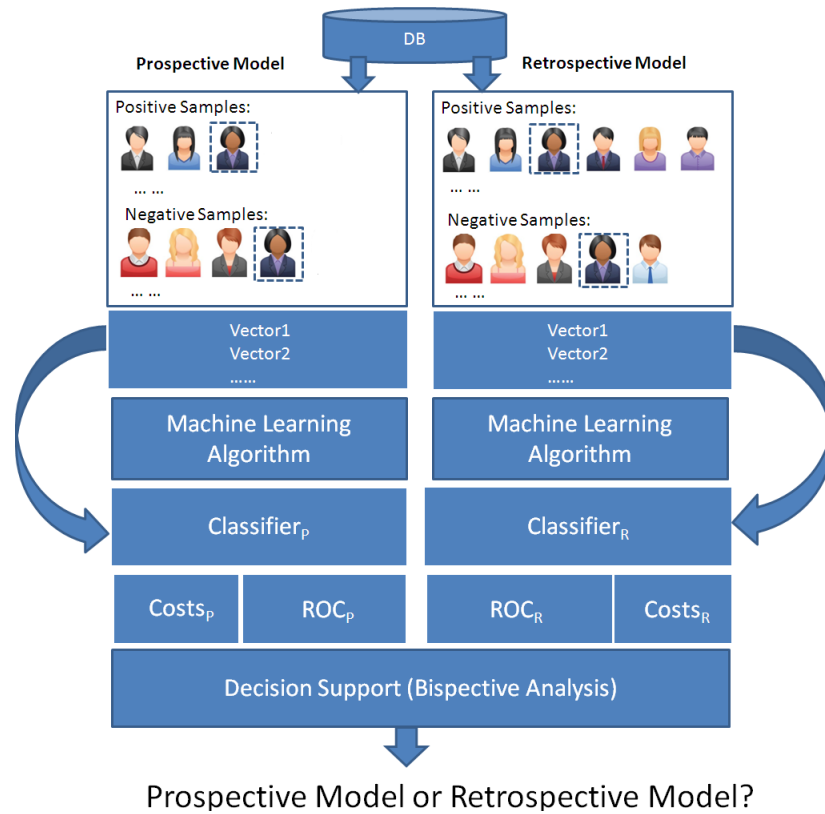 DB
Prospective Model
Retrospective Model
Positive Samples:
... ...
Negative Samples:
... ...
Positive Samples:
... ...
Negative Samples:
... ...
Vector1
Vector2
......
Vector1
Vector2
......
Machine Learning
Algorithm
Machine Learning
Algorithm
ClassifierP
ClassifierR
CostsP
ROCP
ROCR
CostsR
Decision Support (Bispective Analysis)
Prospective Model or Retrospective Model?